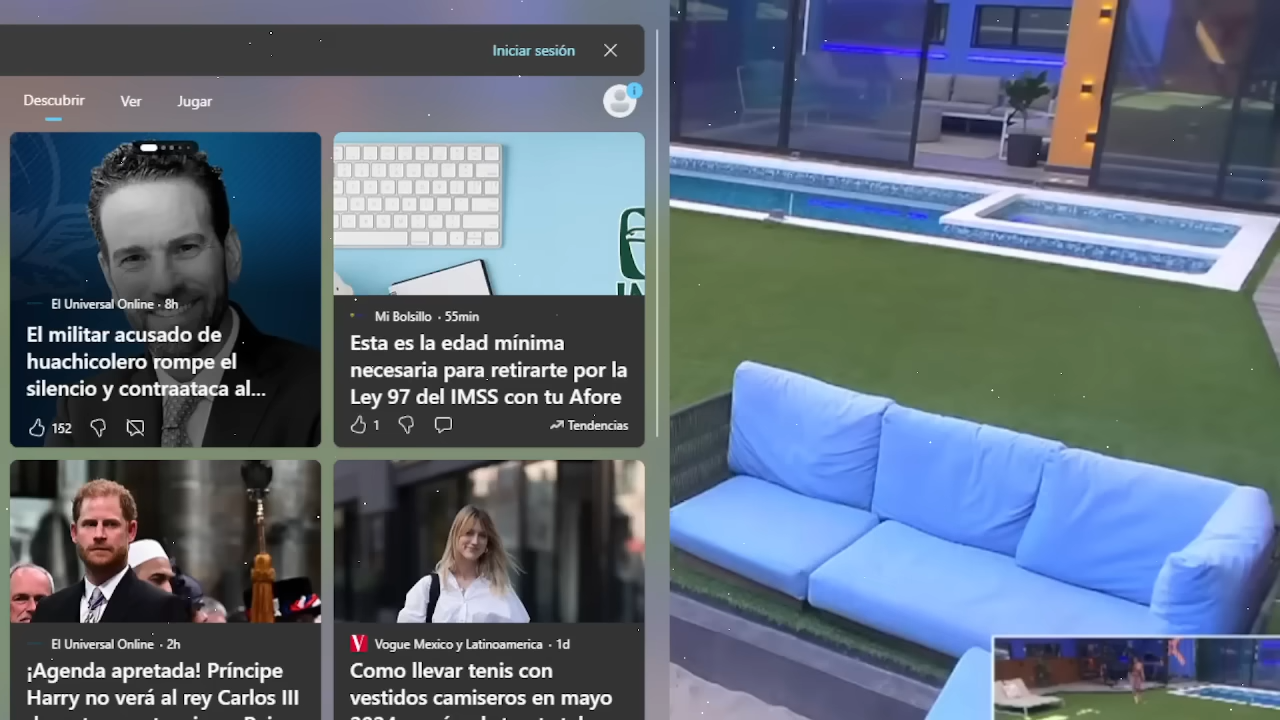 Iniciar sesión
Descubrir
Ver
Jugar
El Universal Online · 8h
El militar acusado de
huachicolero rompe el
silencio y contraataca al...
152
Mi Bolsillo · 55min
Esta es la edad mínima
necesaria para retirarte por la
Ley 97 del IMSS con tu Afore
1
Tendencias
El Universal Online · 2h
¡Agenda apretada! Príncipe
Harry no verá al rey Carlos III
Vogue Mexico y Latinoamerica · 1d
Como llevar tenis con
vestidos camiseros en mayo